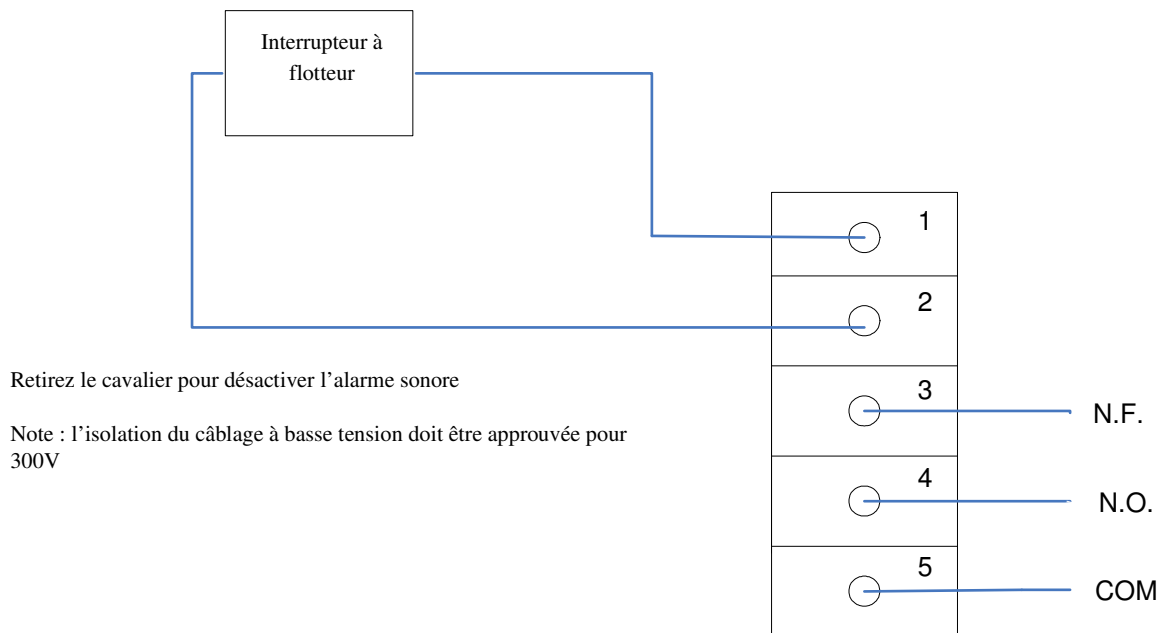 Interrupteur à
flotteur
1
2
Retirez le cavalier pour désactiver l’alarme sonore
3
N.F.
Note : l’isolation du câblage à basse tension doit être approuvée pour
300V
4
N.O.
5
COM